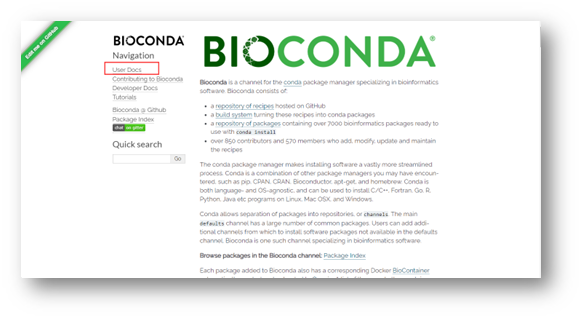 Edit me on GitHub
BIOCONDA
Navigation
User Docs
Contributing to Bioconda
Developer Docs
Tutorials
Bioconda @ Github
Package Index
chat on gitter
Quick search
Go
BIOCONDA®
Bioconda is a channel for the conda package manager specializing in bioinformatics
software. Bioconda consists of:
• a repository of recipes hosted on GitHub
• a build system turning these recipes into conda packages
• a repository of packages containing over 7000 bioinformatics packages ready to
use with conda install
• over 850 contributors and 570 members who add, modify, update and maintain
the recipes
The conda package manager makes installing software a vastly more streamlined
process. Conda is a combination of other package managers you may have encoun-
tered, such as pip, CPAN, CRAN, Bioconductor, apt-get, and homebrew. Conda is
both language- and OS-agnostic, and can be used to install C/C++, Fortran, Go, R,
Python, Java etc programs on Linux, Mac OSX, and Windows.
Conda allows separation of packages into repositories, or channels. The main
defaults channel has a large number of common packages. Users can add addi-
tional channels from which to install software packages not available in the defaults
channel. Bioconda is one such channel specializing in bioinformatics software.
Browse packages in the Bioconda channel: Package Index
Each package added to Bioconda also has a corresponding Docker BioContainer